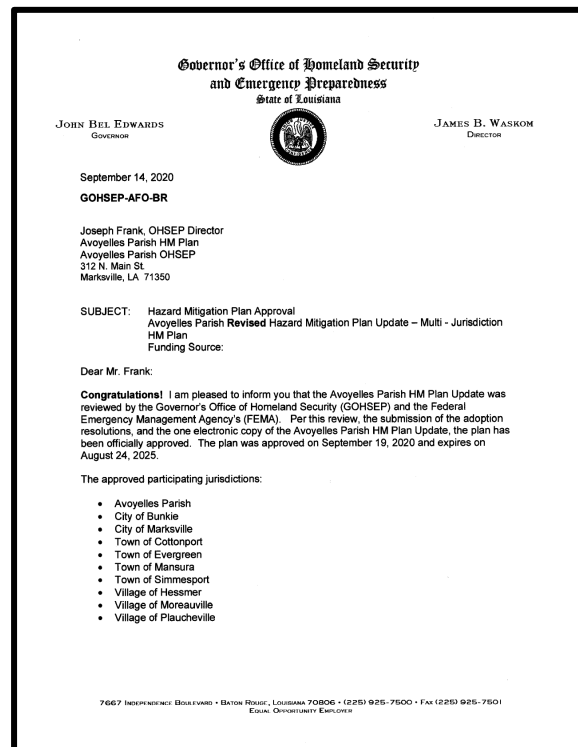 Governor's Office of Homeland Security
and Emergency Preparedness
State of Louisiana
JOHN BEL EDWARDS
GOVERNOR
JAMES B. WASKOM
DIRECTOR
September 14, 2020
GOHSEP-AFO-BR
Joseph Frank, OHSEP Director
Avoyelles Parish HM Plan
Avoyelles Parish OHSEP
312 N. Main St.
Marksville, LA 71350
SUBJECT: Hazard Mitigation Plan Approval
Avoyelles Parish Revised Hazard Mitigation Plan Update – Multi - Jurisdiction
HM Plan
Funding Source:
Dear Mr. Frank:
Congratulations! I am pleased to inform you that the Avoyelles Parish HM Plan Update was
reviewed by the Governor's Office of Homeland Security (GOHSEP) and the Federal
Emergency Management Agency's (FEMA). Per this review, the submission of the adoption
resolutions, and the one electronic copy of the Avoyelles Parish HM Plan Update, the plan has
been officially approved. The plan was approved on September 19, 2020 and expires on
August 24, 2025.
The approved participating jurisdictions:
• Avoyelles Parish
• City of Bunkie
• City of Marksville
• Town of Cottonport
• Town of Evergreen
• Town of Mansura
• Town of Simmesport
• Village of Hessmer
• Village of Moreauville
• Village of Plaucheville
7667 INDEPENDENCE BOULEVARD • BATON ROUGE, LOUISIANA 70806 • (225) 925-7500 • FAX (225) 925-7501
EQUAL OPPORTUNITY EMPLOYER